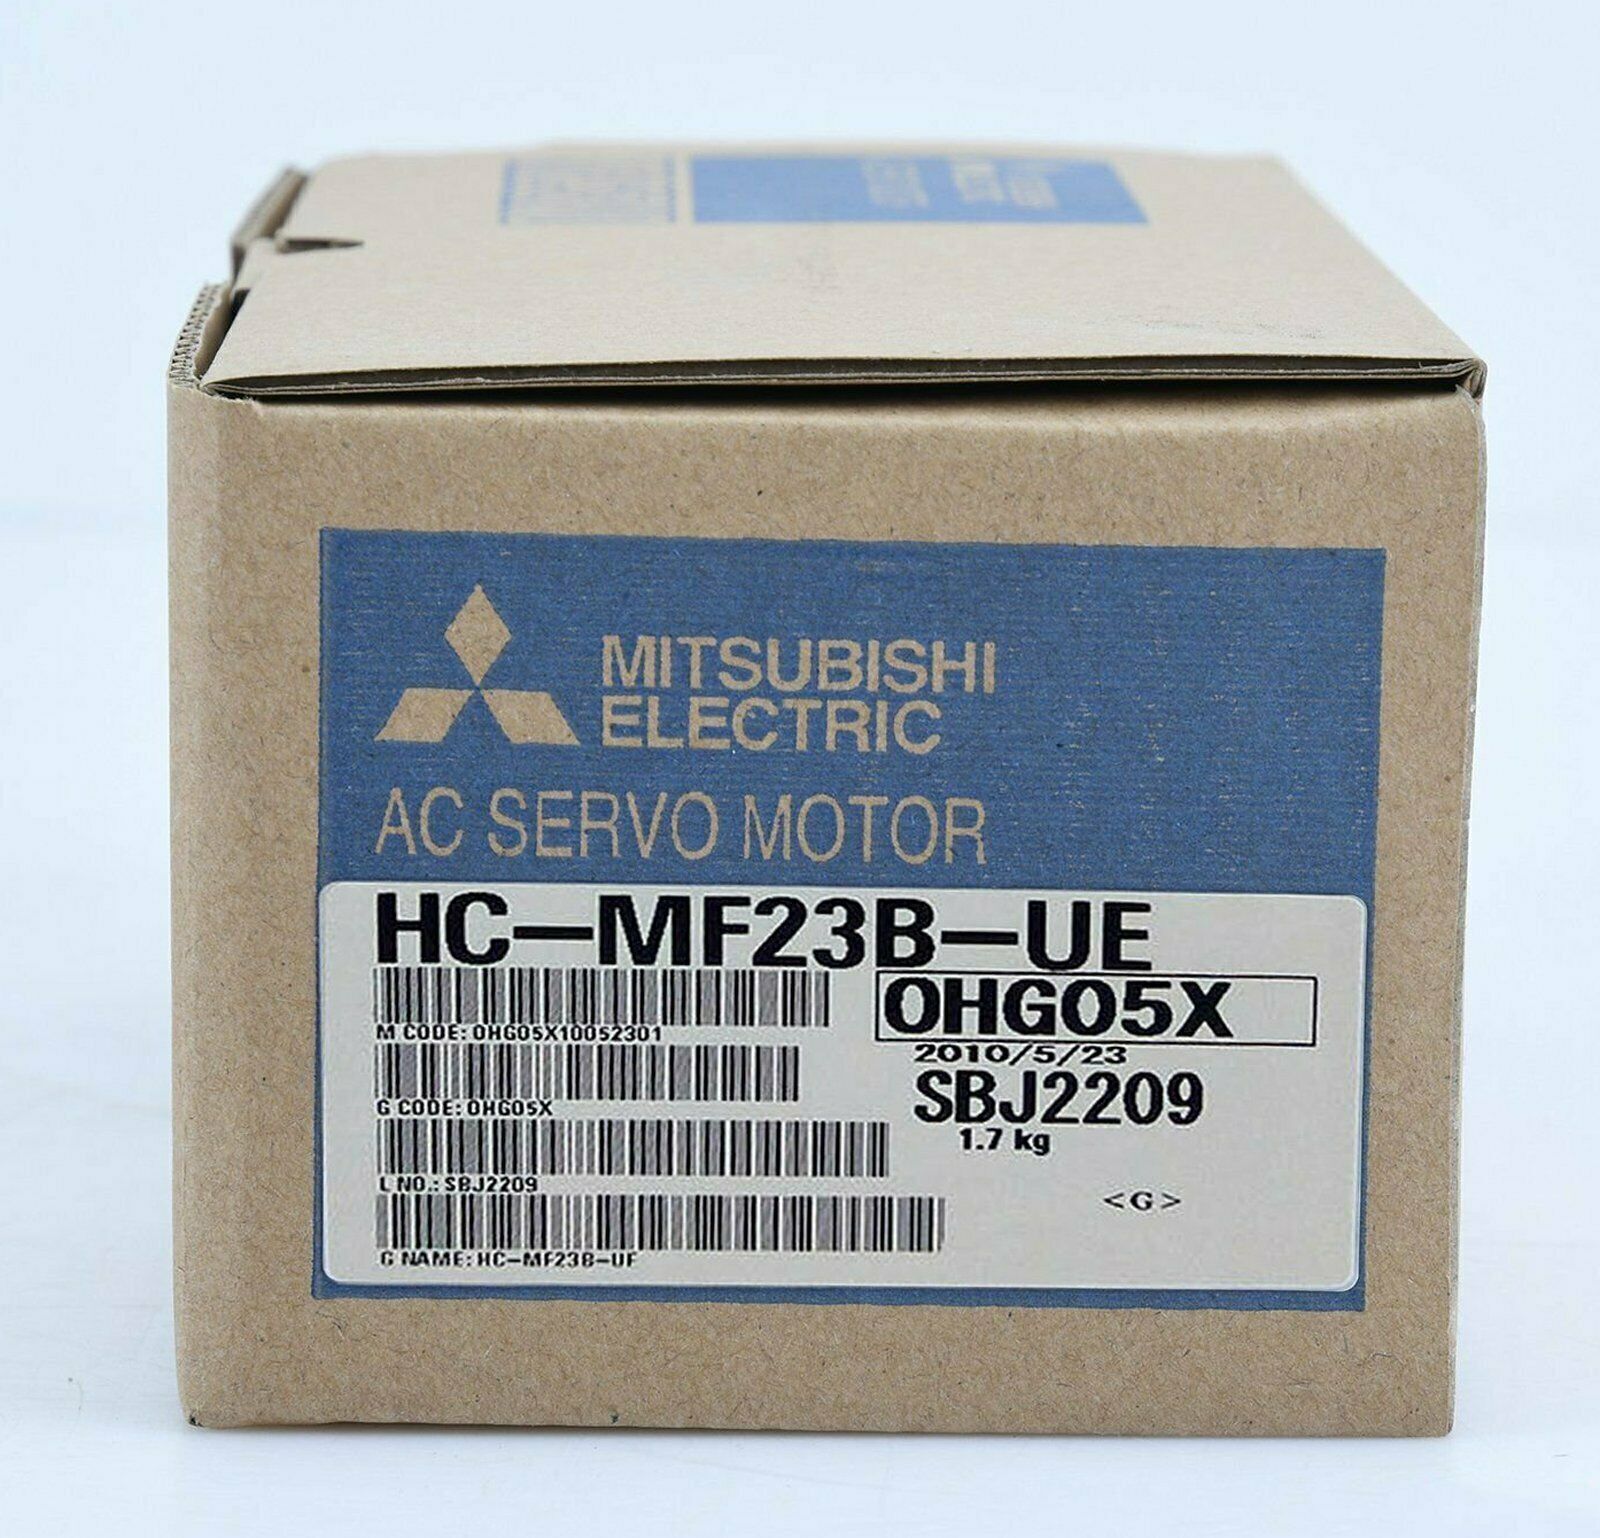 MITSUBISHI
ELECTRIC
AC SERVO MOTOR
HC-MF23B-UE
OHG05X
M CODE: OHG05X10052301
2010/5/23
G CODE: OHG05X
SBJ2209
1.7 kg
L NO.: SBJ2209
<G>
G NAME: HC-MF23B-UE